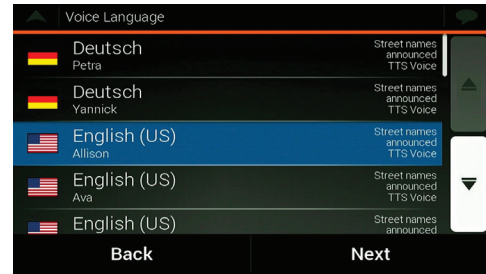 Voice Language
Deutsch
Petra
Street names
announced
TTS Voice
Deutsch
Yannick
Street names
announced
TTS Voice
English (US)
Allison
Street names
announced
TTS Voice
English (US)
Ava
Street names
announced
TTS Voice
English (US)
Street names
announced
Back
Next